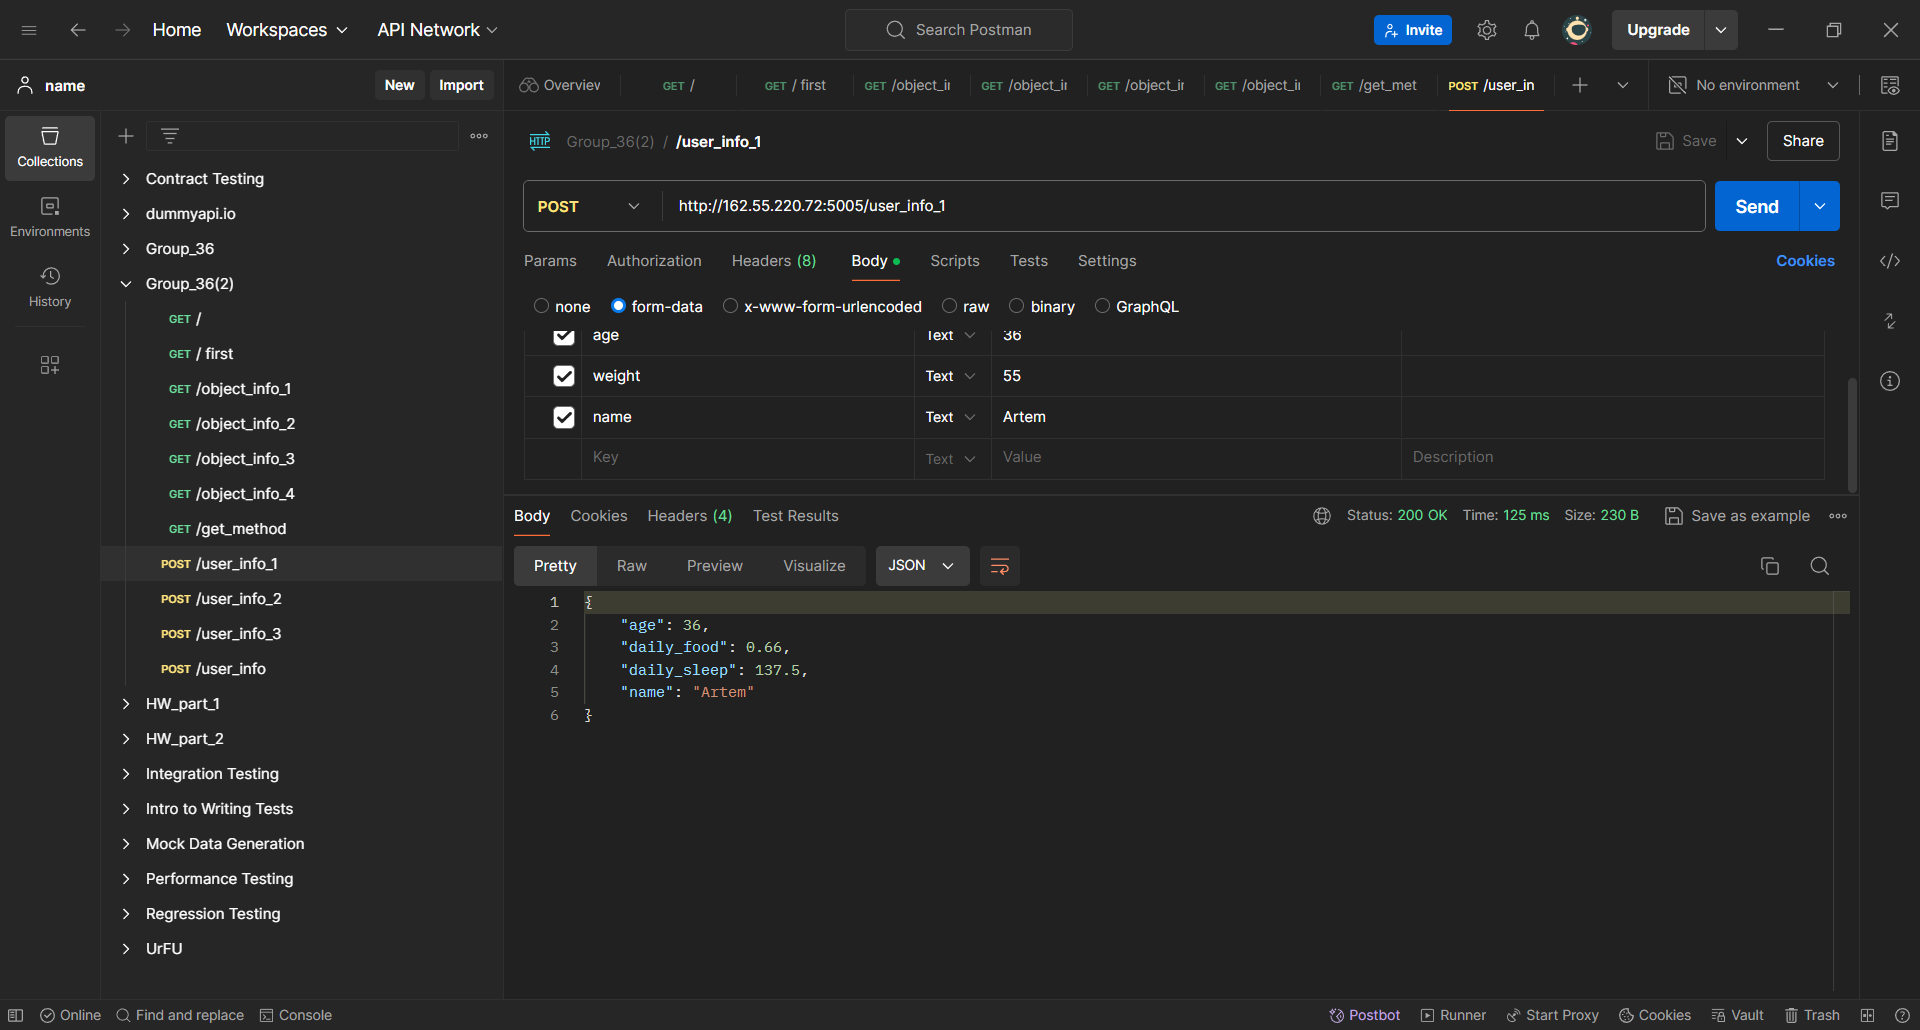 Home Workspaces API Network Search Postman Invite Upgrade
name New Import
Overview GET / GET / first GET /object_ir GET /object_ir GET /object_ir GET /object_ir GET /get_met POST /user_in No environment
Collections
Environments
History
Contract Testing
dummyapi.io
Group_36
Group_36(2)
GET /
GET / first
GET /object_info_1
GET /object_info_2
GET /object_info_3
GET /object_info_4
GET /get_method
POST /user_info_1
POST /user_info_2
POST /user_info_3
POST /user_info
HW_part_1
HW_part_2
Integration Testing
Intro to Writing Tests
Mock Data Generation
Performance Testing
Regression Testing
UrFU
HTTP Group_36(2) / /user_info_1 Save Share
POST http://162.55.220.72:5005/user_info_1 Send
Params Authorization Headers (8) Body Scripts Tests Settings Cookies
none form-data x-www-form-urlencoded raw binary GraphQL
age Text 36
weight Text 55
name Text Artem
Key Text Value Description
Body Cookies Headers (4) Test Results Status: 200 OK Time: 125 ms Size: 230 B Save as example
Pretty Raw Preview Visualize JSON
1 {
2 "age": 36,
3 "daily_food": 0.66,
4 "daily_sleep": 137.5,
5 "name": "Artem"
6 }
Online Find and replace Console Postbot Runner Start Proxy Cookies Vault Trash